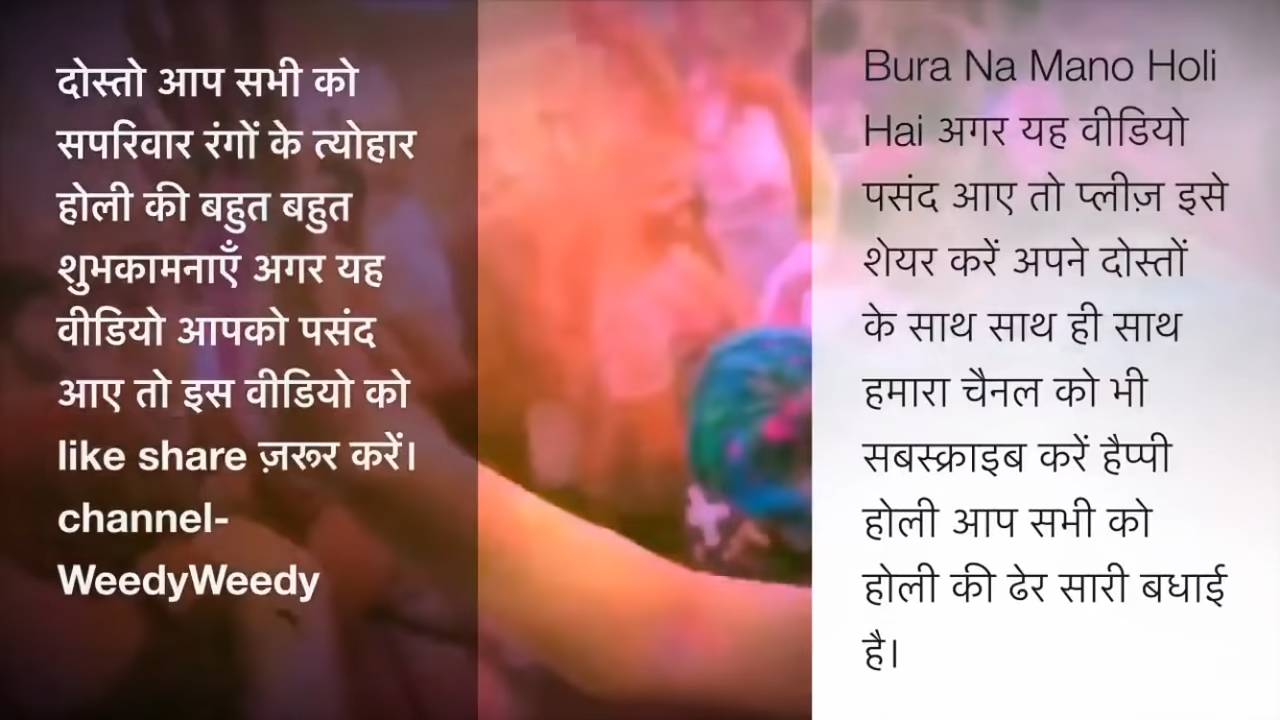 दोस्तो आप सभी को
सपरिवार रंगों के त्योहार
होली की बहुत बहुत
शुभकामनाएँ अगर यह
वीडियो आपको पसंद
आए तो इस वीडियो को
like share ज़रूर करें।
channel-
WeedyWeedy
Bura Na Mano Holi
Hai अगर यह वीडियो
पसंद आए तो प्लीज़ इसे
शेयर करें अपने दोस्तों
के साथ साथ ही साथ
हमारा चैनल को भी
सबस्क्राइब करें हैप्पी
होली आप सभी को
होली की ढेर सारी बधाई
है।